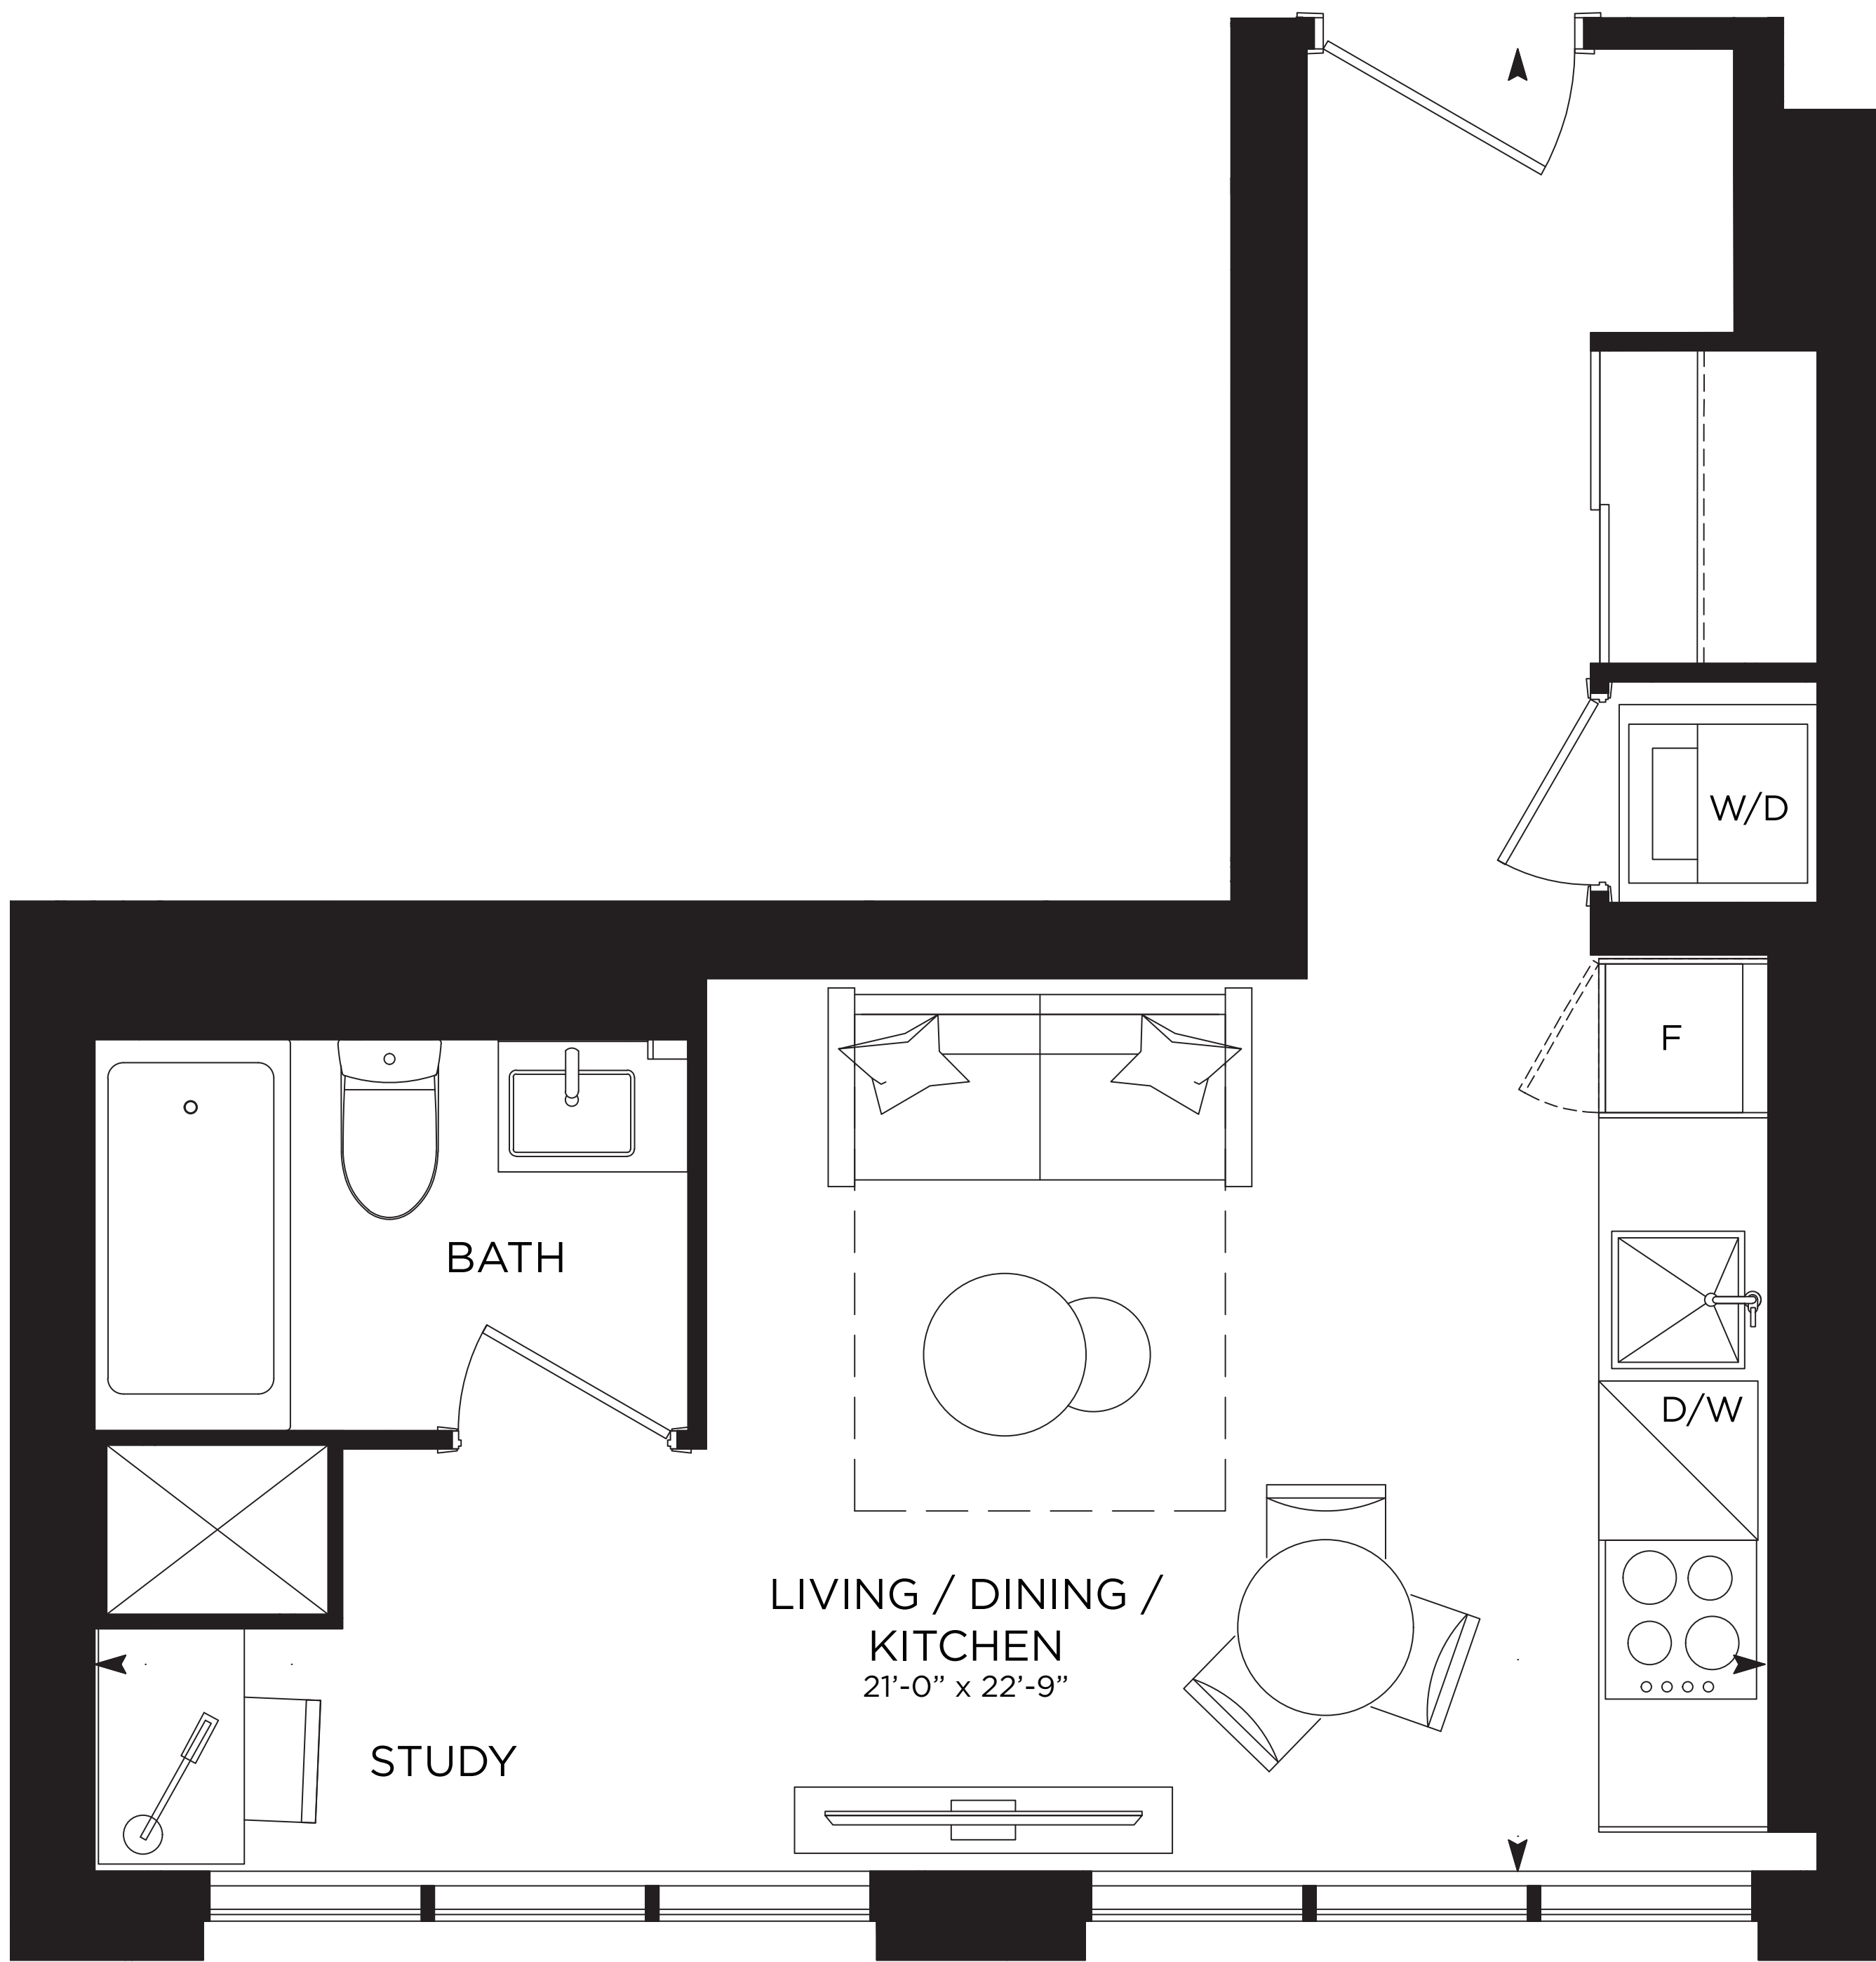 W/D
F
BATH
D/W
LIVING / DINING /
KITCHEN
21’-0” x 22’-9”
STUDY